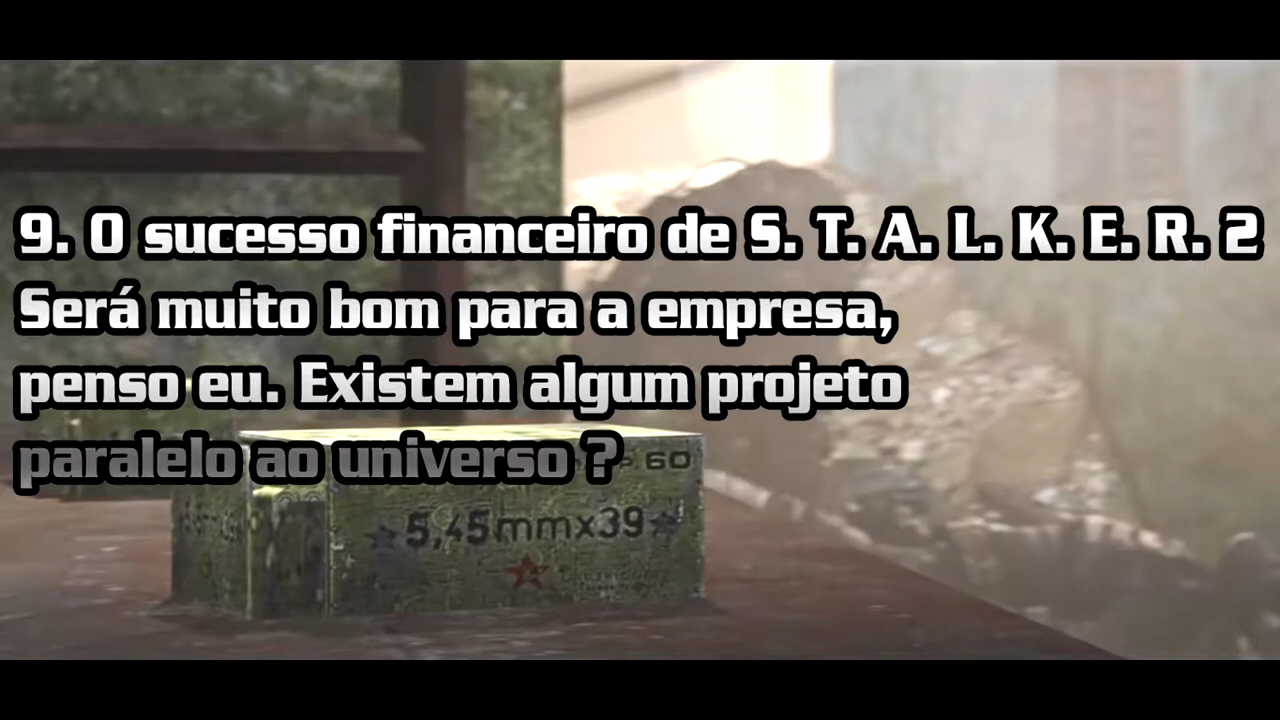 9. O sucesso financeiro de S. T. A. L. K. E. R. 2
Será muito bom para a empresa,
penso eu. Existem algum projeto
paralelo ao universo ?
60
5,45mmx39